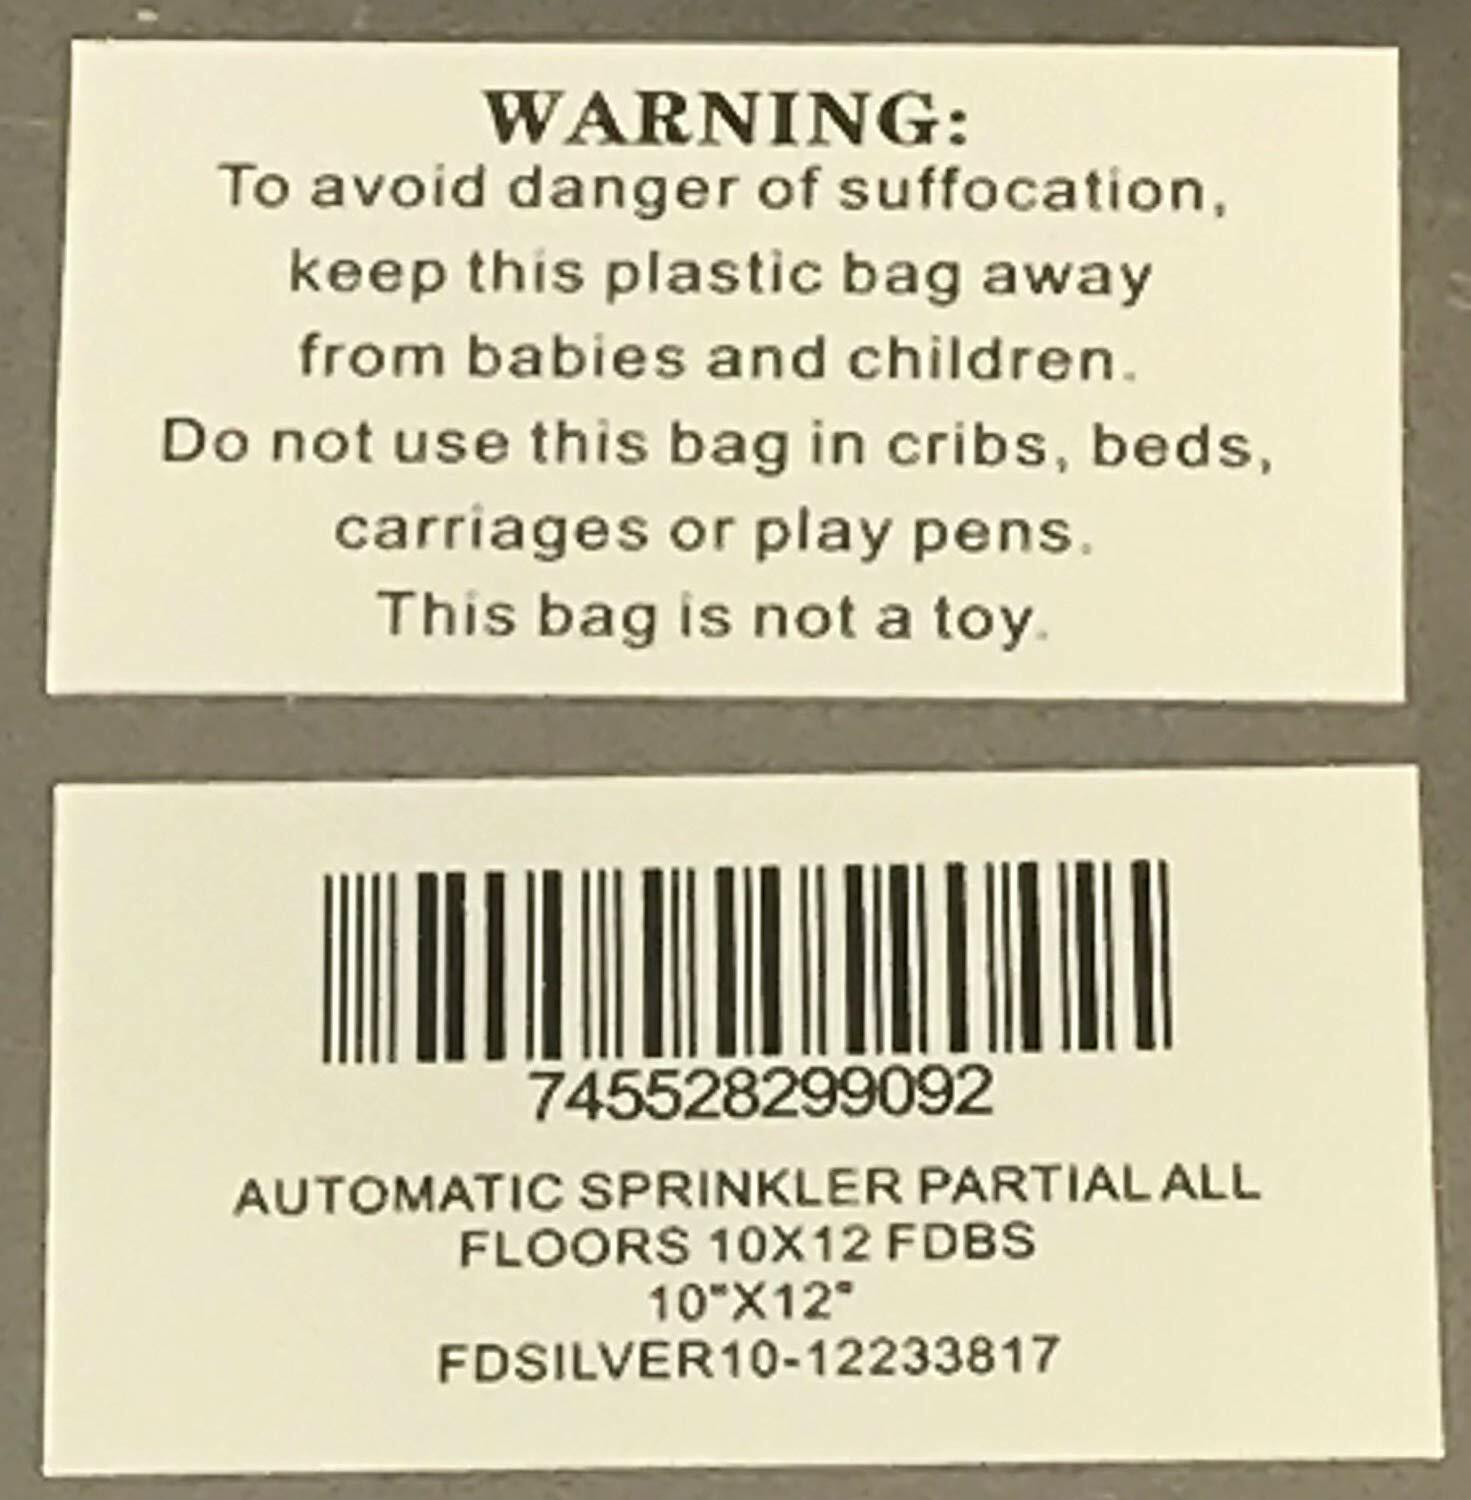 WARNING:
To avoid danger of suffocation,
keep this plastic bag away
from babies and children.
Do not use this bag in cribs, beds,
carriages or play pens.
This bag is not a toy.
745528299092
AUTOMATIC SPRINKLER PARTIAL ALL
FLOORS 10X12 FDBS
10"X12"
FDSILVER10-12233817